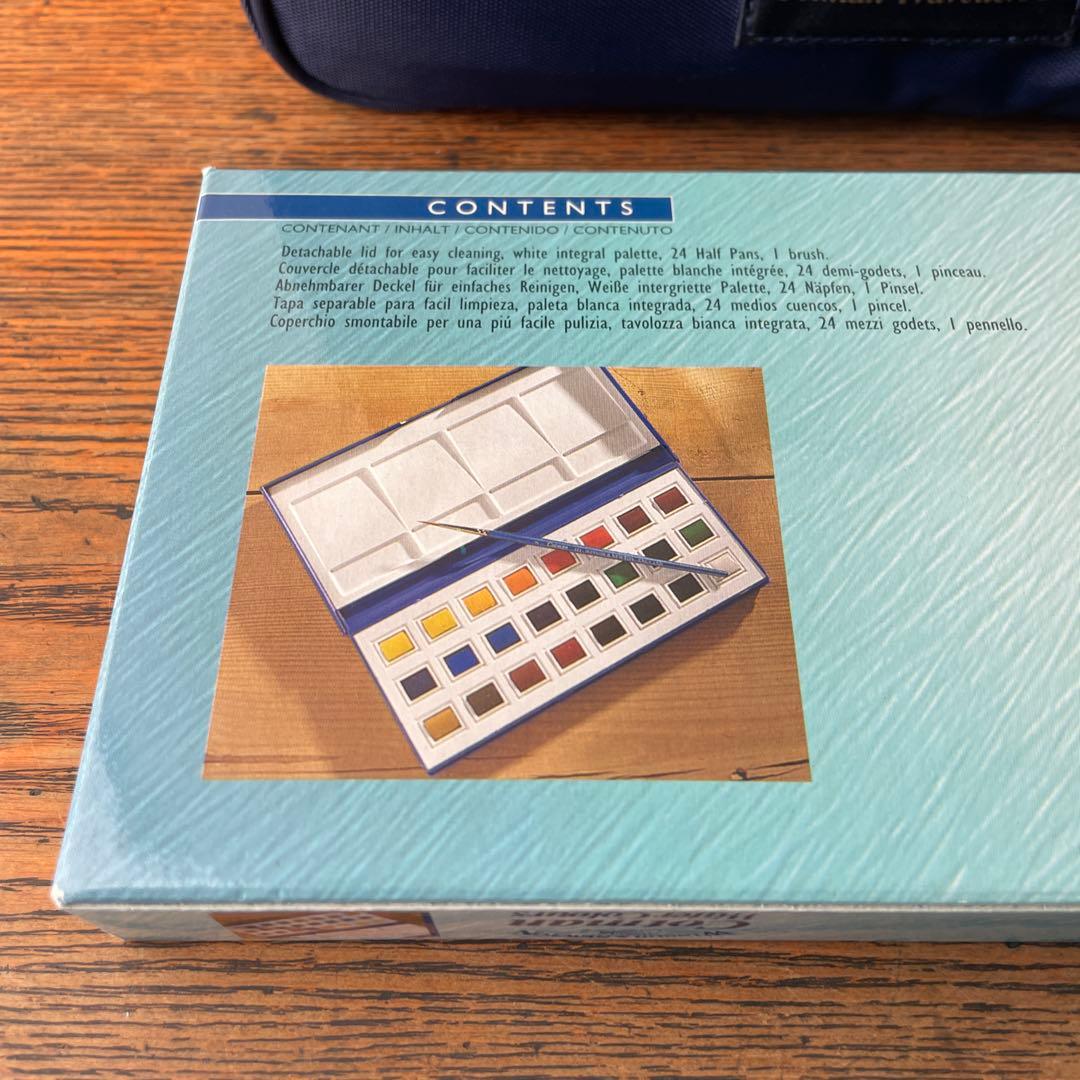 CONTENTS
CONTENANT / INHALT / CONTENIDO / CONTENUTO
Detachable lid for easy cleaning, white integral palette, 24 Half Pans, 1 brush.
Couvercle détachable pour faciliter le nettoyage, palette blanche intégrée, 24 demi-godets, 1 pinceau.
Abnehmbarer Deckel für einfaches Reinigen, Weiße intergriette Palette, 24 Näpfen, 1 Pinsel.
Tapa separable para facil limpieza, paleta blanca integrada, 24 medios cuencos, 1 pincel.
Coperchio smontabile per una piú facile pulizia, tavolozza bianca integrata, 24 mezzi godets, 1 pennello.
Cotman